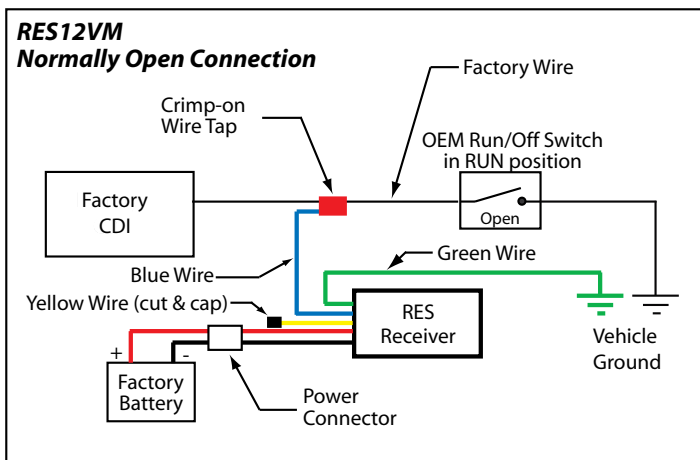 RES12VM
Normally Open Connection
Factory Wire
Crimp-on
Wire Tap
OEM Run/Off Switch
in RUN position
Factory
CDI
Open
Green Wire
Blue Wire
Yellow Wire (cut & cap)
RES
Receiver
Vehicle
Ground
+ -
Factory
Battery
Power
Connector